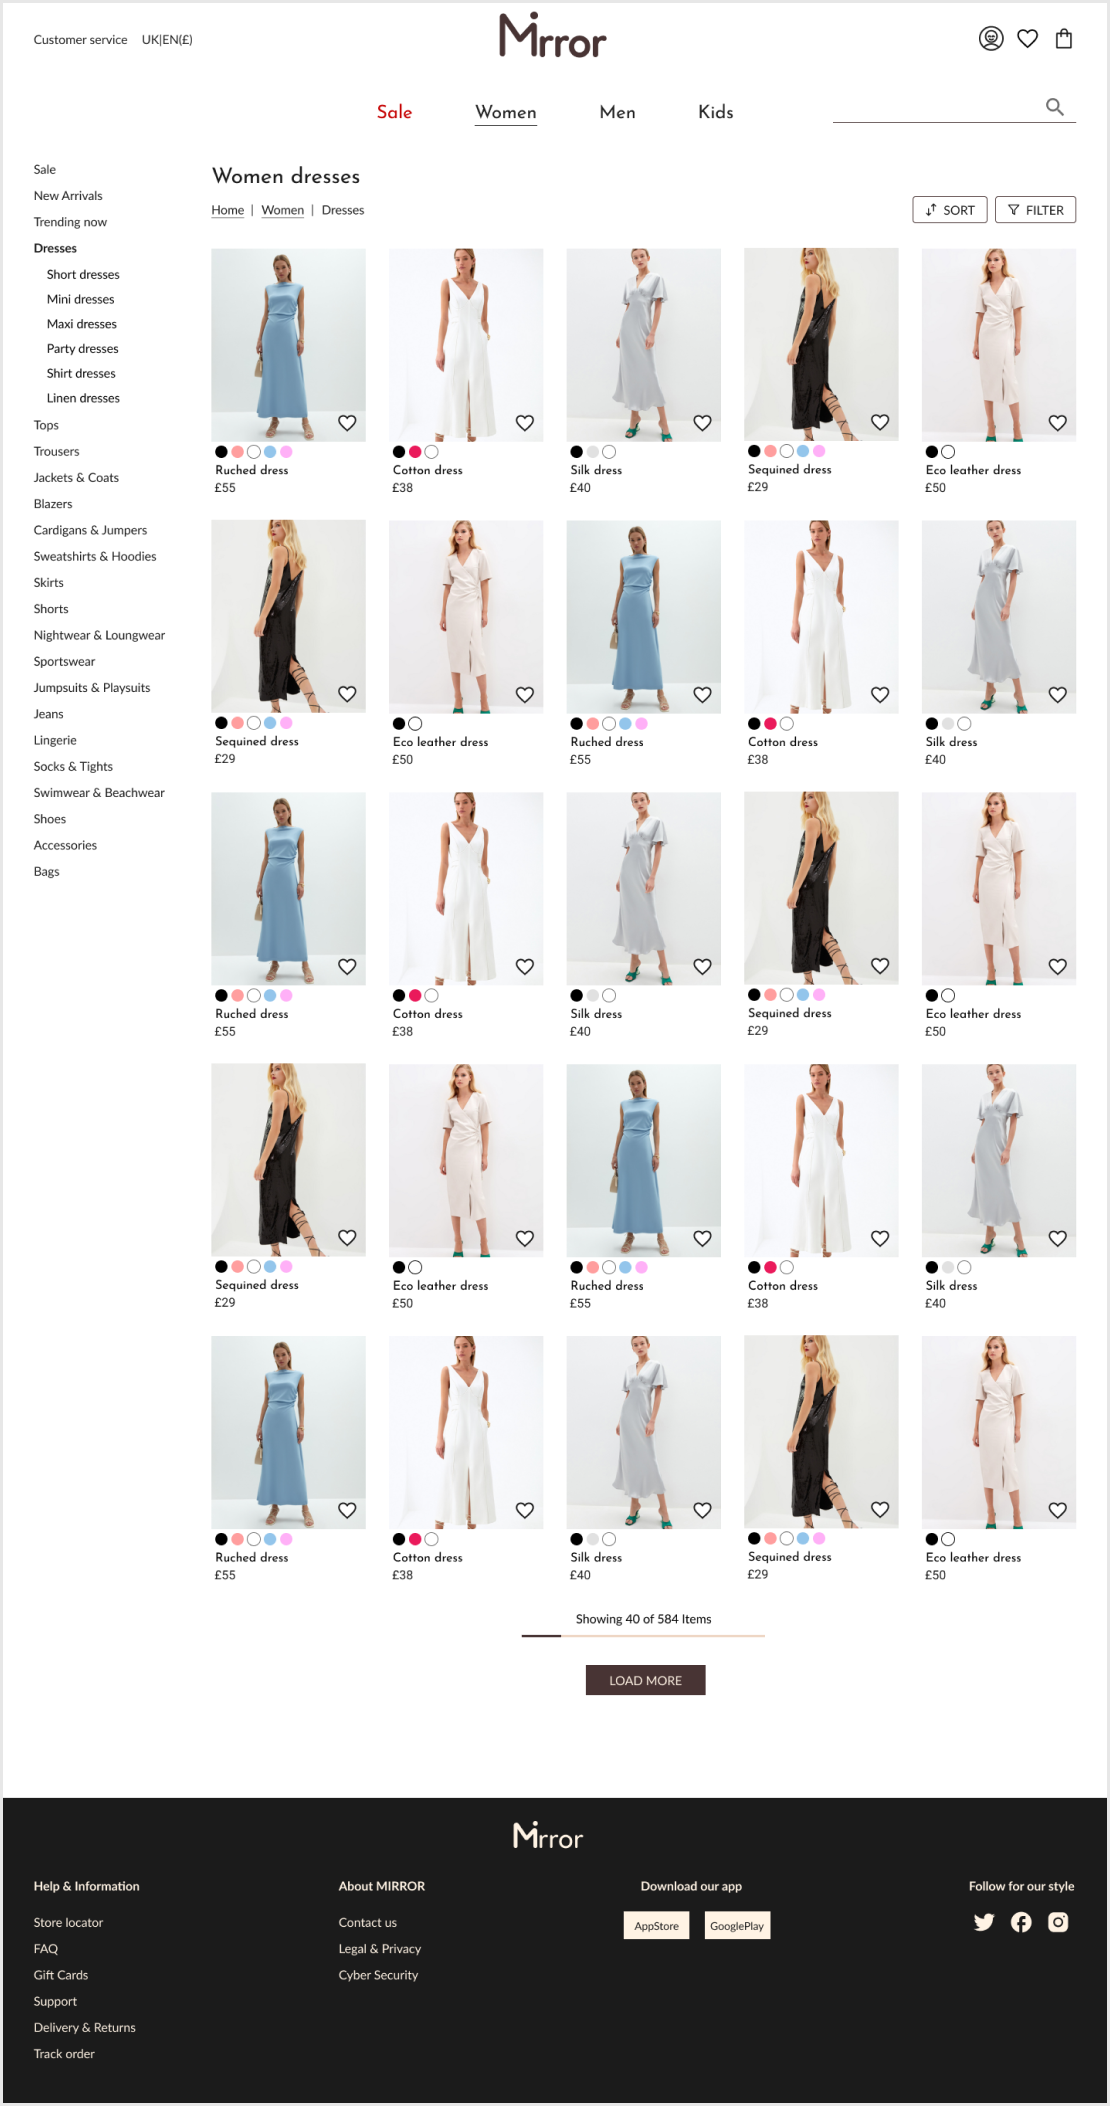 Customer service UK|EN(£)
Mirror
Sale Women Men Kids
Sale
New Arrivals
Trending now
Dresses
Short dresses
Mini dresses
Maxi dresses
Party dresses
Shirt dresses
Linen dresses
Tops
Trousers
Jackets & Coats
Blazers
Cardigans & Jumpers
Sweatshirts & Hoodies
Skirts
Shorts
Nightwear & Loungwear
Sportswear
Jumpsuits & Playsuits
Jeans
Lingerie
Socks & Tights
Swimwear & Beachwear
Shoes
Accessories
Bags
Women dresses
Home | Women | Dresses
SORT FILTER
Ruched dress Cotton dress Silk dress Sequined dress Eco leather dress
£55 £38 £40 £29 £50
Sequined dress Eco leather dress Ruched dress Cotton dress Silk dress
£29 £50 £55 £38 £40
Ruched dress Cotton dress Silk dress Sequined dress Eco leather dress
£55 £38 £40 £29 £50
Sequined dress Eco leather dress Ruched dress Cotton dress Silk dress
£29 £50 £55 £38 £40
Ruched dress Cotton dress Silk dress Sequined dress Eco leather dress
£55 £38 £40 £29 £50
Showing 40 of 584 Items
LOAD MORE
Mirror
Help & Information
Store locator
FAQ
Gift Cards
Support
Delivery & Returns
Track order
About MIRROR
Contact us
Legal & Privacy
Cyber Security
Download our app
AppStore GooglePlay
Follow for our style